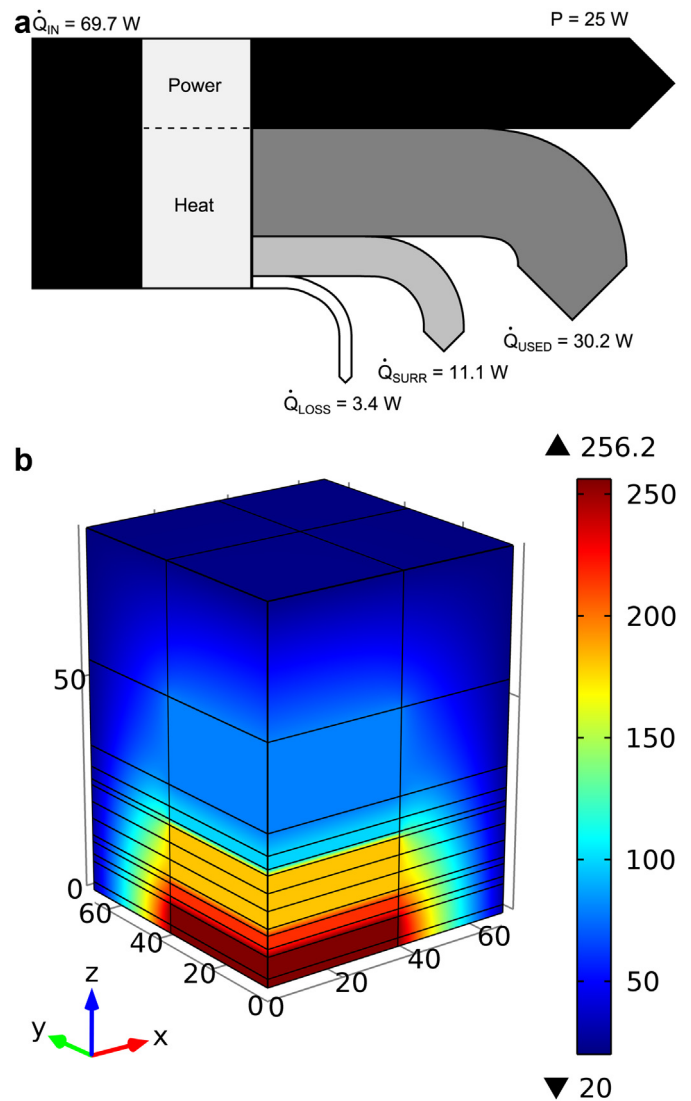 a
Q̇IN = 69.7 W
P = 25 W
Power
Heat
Q̇USED = 30.2 W
Q̇SURR = 11.1 W
Q̇LOSS = 3.4 W
b
▲ 256.2
250
200
150
100
50
▼ 20
50
0
60
40
20
0
0
20
40
60
z
y
x